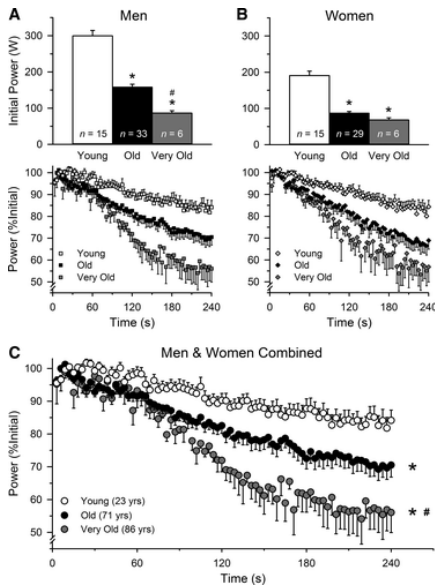 A Men
B Women
Initial Power (W)
300
200
100
0
n = 15
n = 33
n = 6
*
#
*
Young Old Very Old
300
200
100
0
n = 15
n = 29
n = 6
*
*
Young Old Very Old
Power (%Initial)
100
90
80
70
60
50
Young
Old
Very Old
0 60 120 180 240
Time (s)
100
90
80
70
60
50
Young
Old
Very Old
0 60 120 180 240
Time (s)
C Men & Women Combined
Power (%Initial)
100
90
80
70
60
50
Young (23 yrs)
Old (71 yrs)
Very Old (86 yrs)
*
* #
0 60 120 180 240
Time (s)